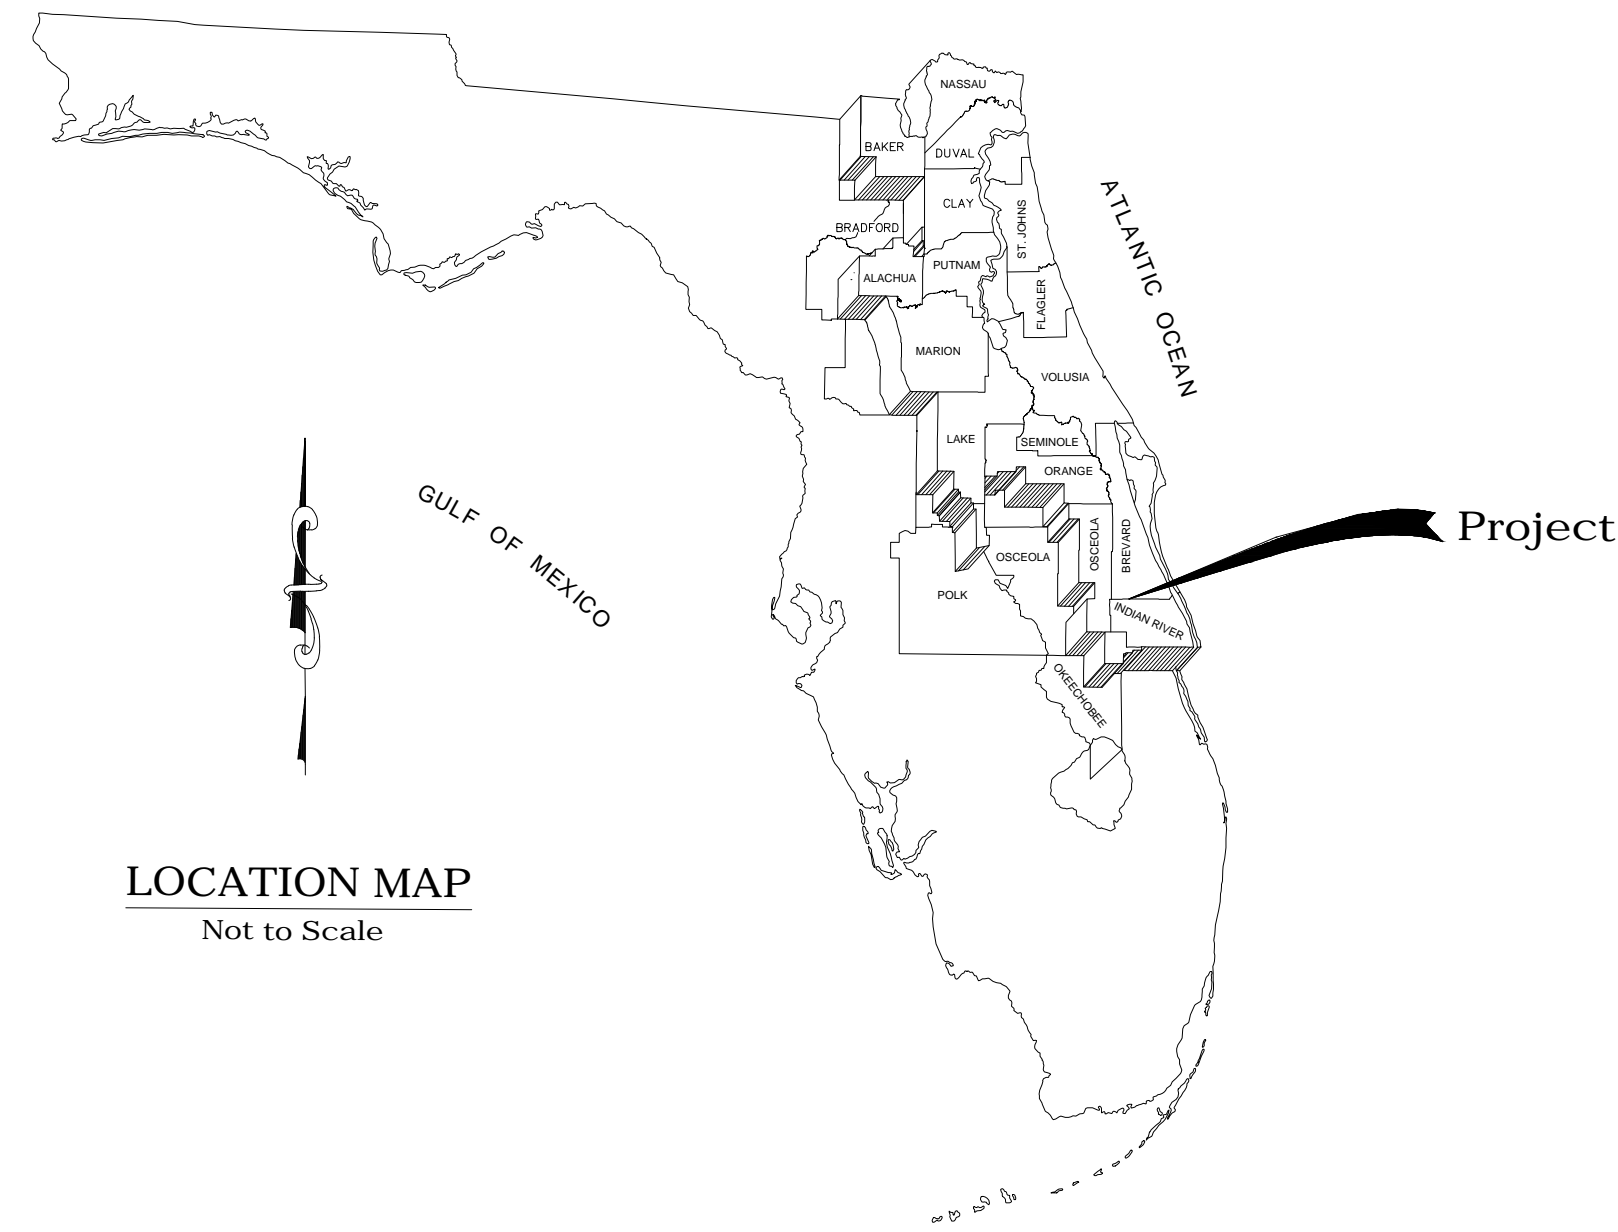 NASSAU
BAKER
DUVAL
CLAY
ST. JOHNS
BRADFORD
ALACHUA
PUTNAM
FLAGLER
MARION
VOLUSIA
LAKE
SEMINOLE
ORANGE
OSCEOLA
OSCEOLA
BREVARD
POLK
INDIAN RIVER
OKEECHOBEE
ATLANTIC OCEAN
GULF OF MEXICO
Project
LOCATION MAP
Not to Scale